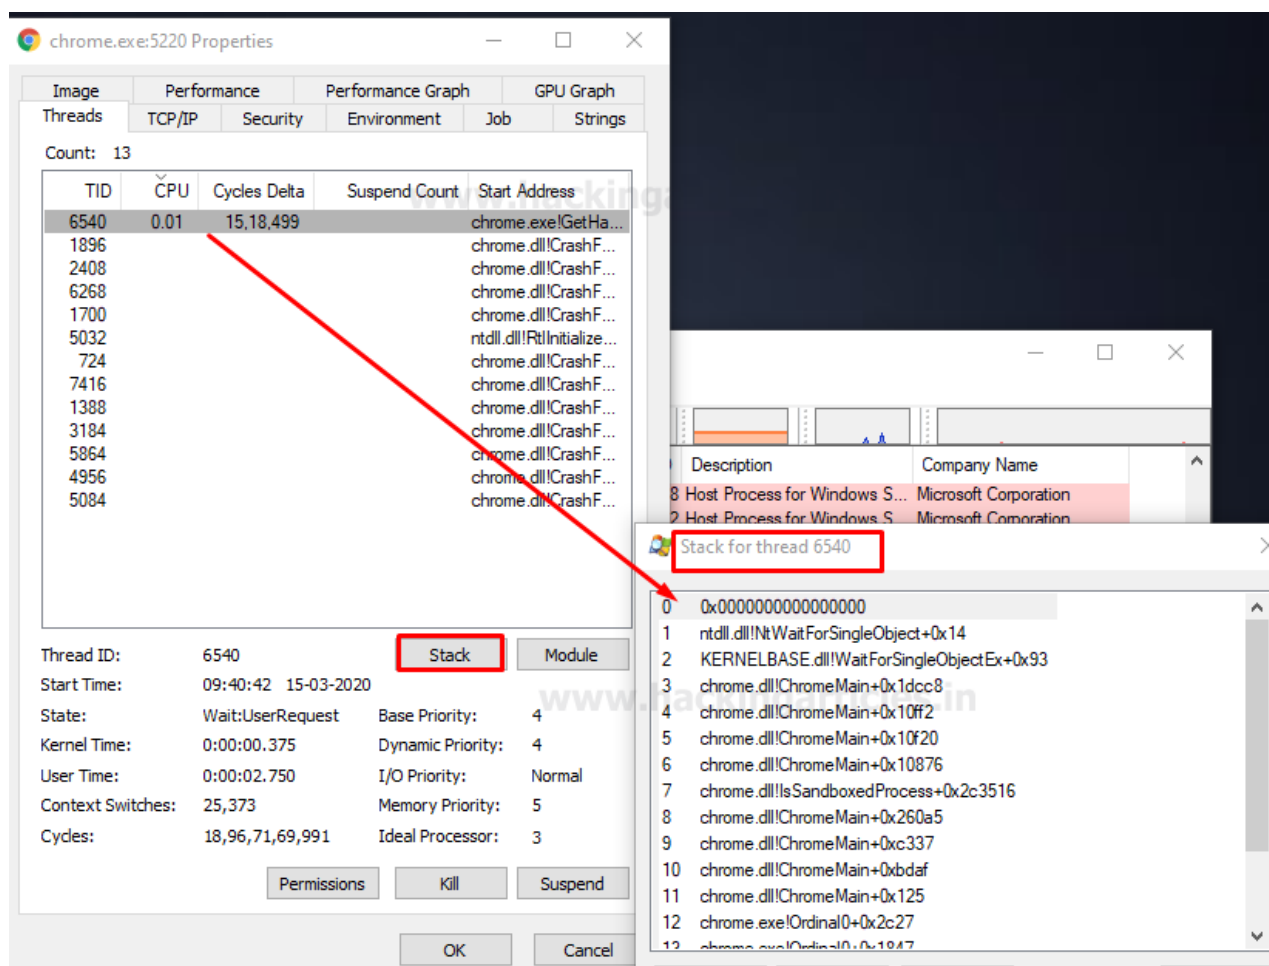 chrome.exe:5220 Properties
Image Performance Performance Graph GPU Graph
Threads TCP/IP Security Environment Job Strings
Count: 13
TID CPU Cycles Delta Suspend Count Start Address
6540 0.01 15,18,499 chrome.exe!GetHa...
1896 chrome.dll!CrashF...
2408 chrome.dll!CrashF...
6268 chrome.dll!CrashF...
1700 chrome.dll!CrashF...
5032 ntdll.dll!RtlInitialize...
724 chrome.dll!CrashF...
7416 chrome.dll!CrashF...
1388 chrome.dll!CrashF...
3184 chrome.dll!CrashF...
5864 chrome.dll!CrashF...
4956 chrome.dll!CrashF...
5084 chrome.dll!CrashF...
Thread ID: 6540 Stack Module
Start Time: 09:40:42 15-03-2020
State: Wait:UserRequest Base Priority: 4
Kernel Time: 0:00:00.375 Dynamic Priority: 4
User Time: 0:00:02.750 I/O Priority: Normal
Context Switches: 25,373 Memory Priority: 5
Cycles: 18,96,71,69,991 Ideal Processor: 3
Permissions Kill Suspend
OK Cancel
Description Company Name
8 Host Process for Windows S... Microsoft Corporation
2 Host Process for Windows S... Microsoft Corporation
Stack for thread 6540
0 0x0000000000000000
1 ntdll.dll!NtWaitForSingleObject+0x14
2 KERNELBASE.dll!WaitForSingleObjectEx+0x93
3 chrome.dll!ChromeMain+0x1dcc8
4 chrome.dll!ChromeMain+0x10ff2
5 chrome.dll!ChromeMain+0x10f20
6 chrome.dll!ChromeMain+0x10876
7 chrome.dll!IsSandboxedProcess+0x2c3516
8 chrome.dll!ChromeMain+0x260a5
9 chrome.dll!ChromeMain+0xc337
10 chrome.dll!ChromeMain+0xbdaf
11 chrome.dll!ChromeMain+0x125
12 chrome.exe!Ordinal0+0x2c27
13 chrome.exe!Ordinal0+0x1847
www.hackingarticles.in